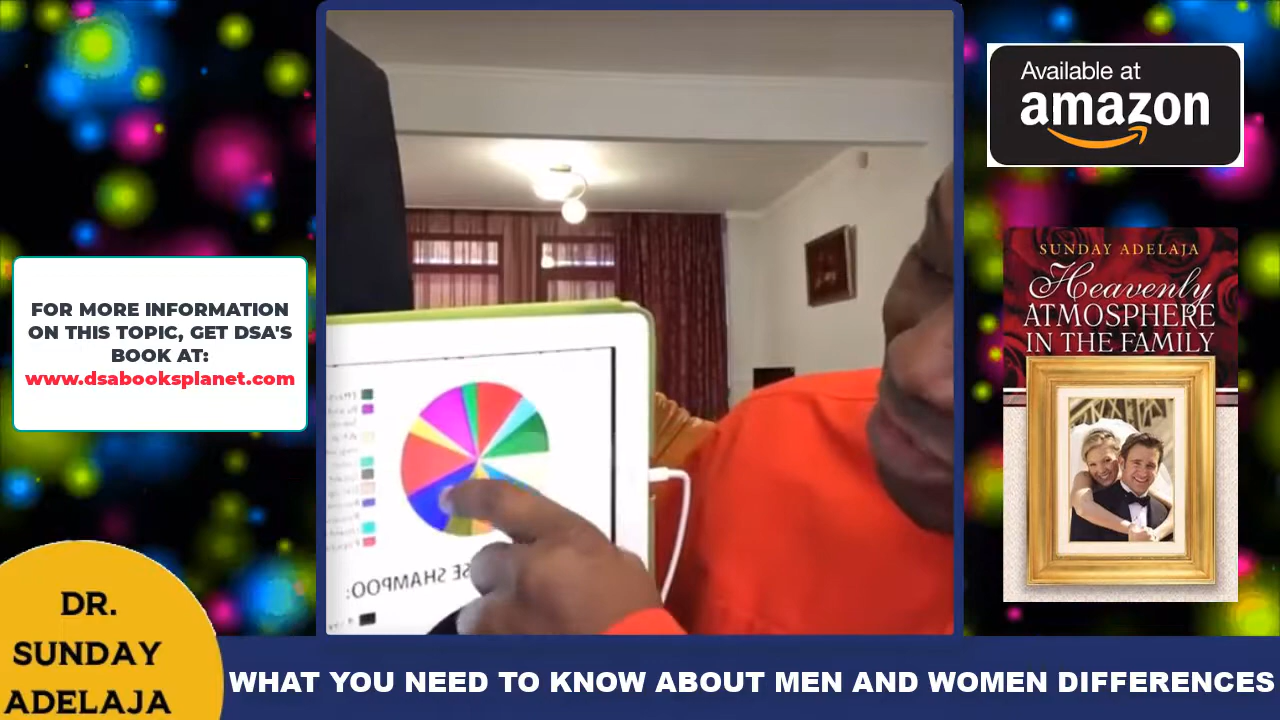 FOR MORE INFORMATION
ON THIS TOPIC, GET DSA'S
BOOK AT:
www.dsabooksplanet.com
DR.
SUNDAY
ADELAJA
SHAMPOO:
Available at
amazon
SUNDAY ADELAJA
Heavenly
ATMOSPHERE
IN THE FAMILY
WHAT YOU NEED TO KNOW ABOUT MEN AND WOMEN DIFFERENCES